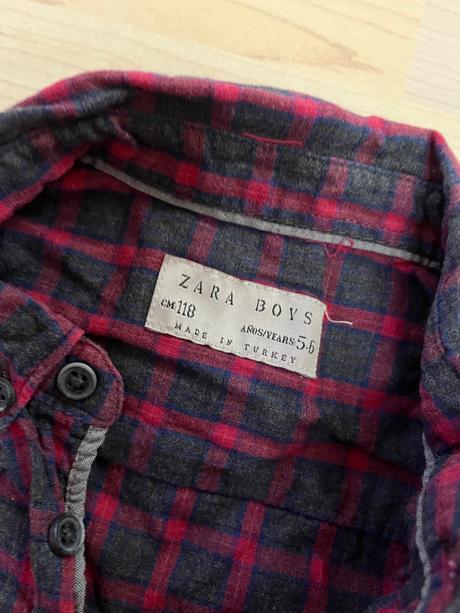 ZARA BOYS
CM.118 AÑOS/YEARS:5-6
MADE IN TURKEY